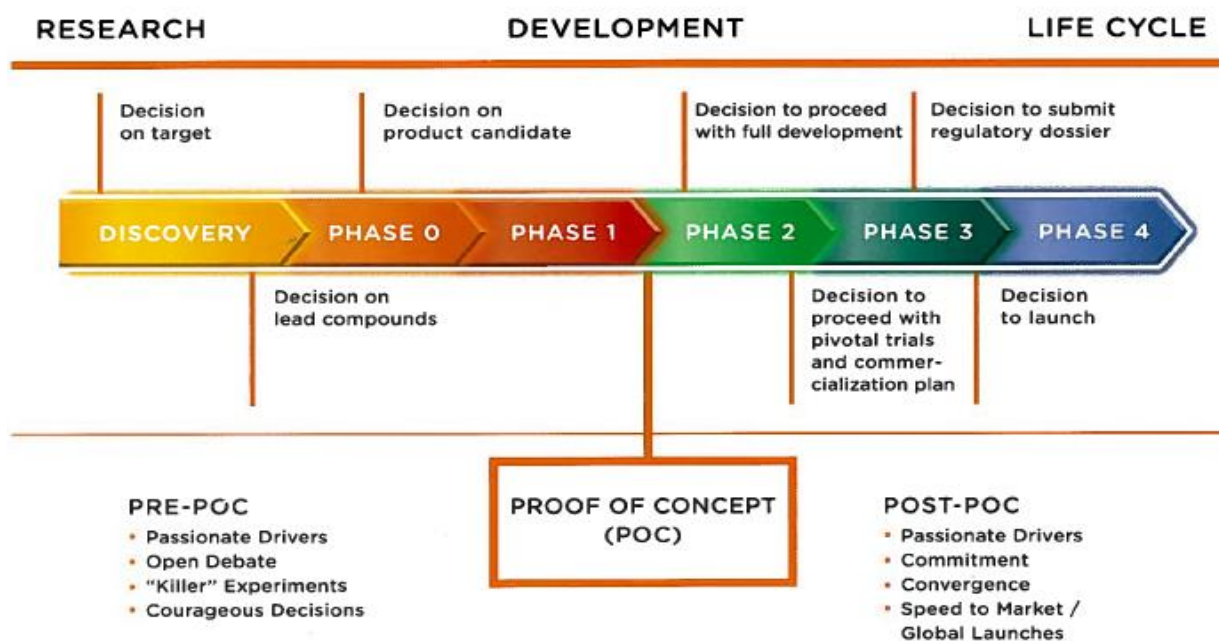 RESEARCH
DEVELOPMENT
LIFE CYCLE
Decision
on target
Decision on
product candidate
Decision to proceed
with full development
Decision to submit
regulatory dossier
DISCOVERY
PHASE 0
PHASE 1
PHASE 2
PHASE 3
PHASE 4
Decision on
lead compounds
Decision to
proceed with
pivotal trials
and commer-
cialization plan
Decision
to launch
PRE-POC
• Passionate Drivers
• Open Debate
• "Killer" Experiments
• Courageous Decisions
PROOF OF CONCEPT
(POC)
POST-POC
• Passionate Drivers
• Commitment
• Convergence
• Speed to Market /
Global Launches